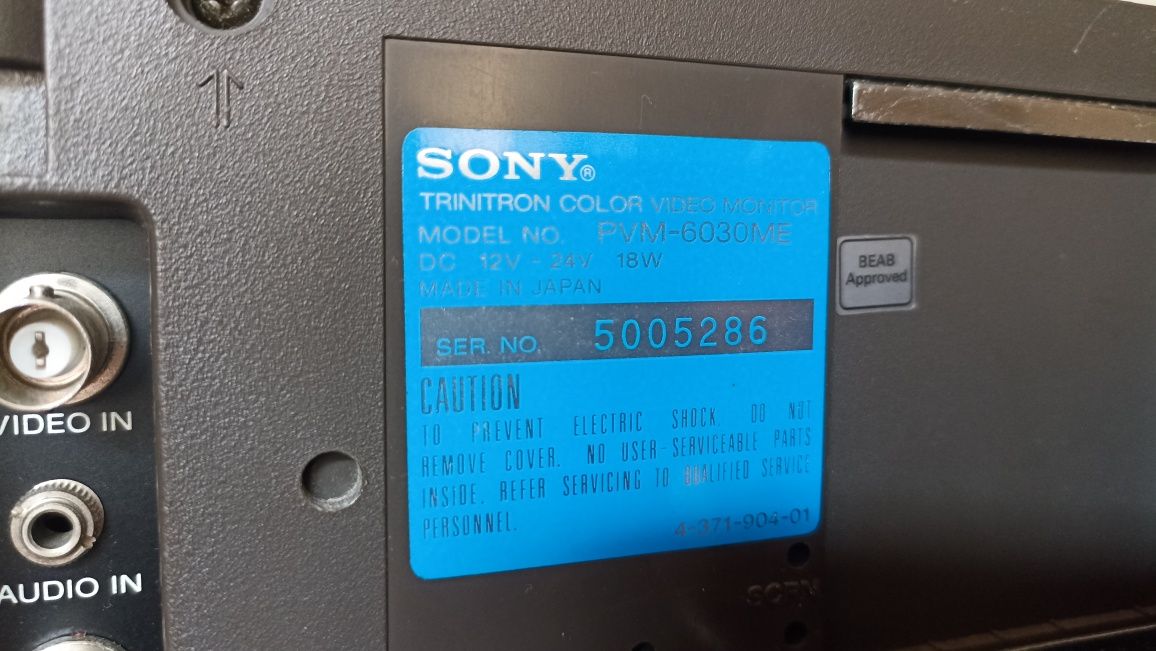 SONY®
TRINITRON COLOR VIDEO MONITOR
MODEL NO. PVM-6030ME
DC 12V - 24V 18W
MADE IN JAPAN
SER. NO. 5005286
CAUTION
TO PREVENT ELECTRIC SHOCK, DO NOT
REMOVE COVER. NO USER-SERVICEABLE PARTS
INSIDE. REFER SERVICING TO QUALIFIED SERVICE
PERSONNEL.
4-371-904-01
BEAB
Approved
VIDEO IN
AUDIO IN